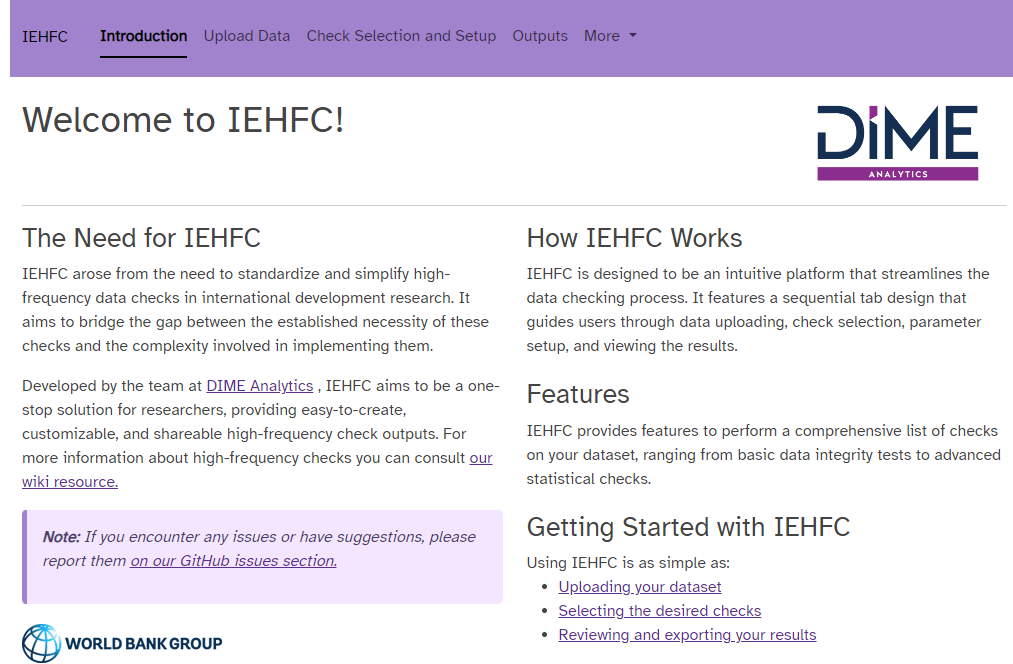 IEHFC Introduction Upload Data Check Selection and Setup Outputs More
Welcome to IEHFC!
DiME
ANALYTICS
The Need for IEHFC
IEHFC arose from the need to standardize and simplify high-
frequency data checks in international development research. It
aims to bridge the gap between the established necessity of these
checks and the complexity involved in implementing them.
Developed by the team at DIME Analytics , IEHFC aims to be a one-
stop solution for researchers, providing easy-to-create,
customizable, and shareable high-frequency check outputs. For
more information about high-frequency checks you can consult our
wiki resource.
Note: If you encounter any issues or have suggestions, please
report them on our GitHub issues section.
WORLD BANK GROUP
How IEHFC Works
IEHFC is designed to be an intuitive platform that streamlines the
data checking process. It features a sequential tab design that
guides users through data uploading, check selection, parameter
setup, and viewing the results.
Features
IEHFC provides features to perform a comprehensive list of checks
on your dataset, ranging from basic data integrity tests to advanced
statistical checks.
Getting Started with IEHFC
Using IEHFC is as simple as:
• Uploading your dataset
• Selecting the desired checks
• Reviewing and exporting your results